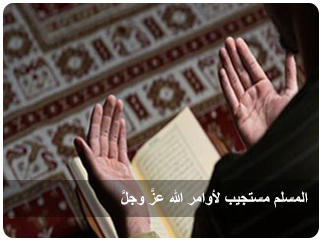 المسلم مستجيب لأوامر الله عزَّ وجلَّ